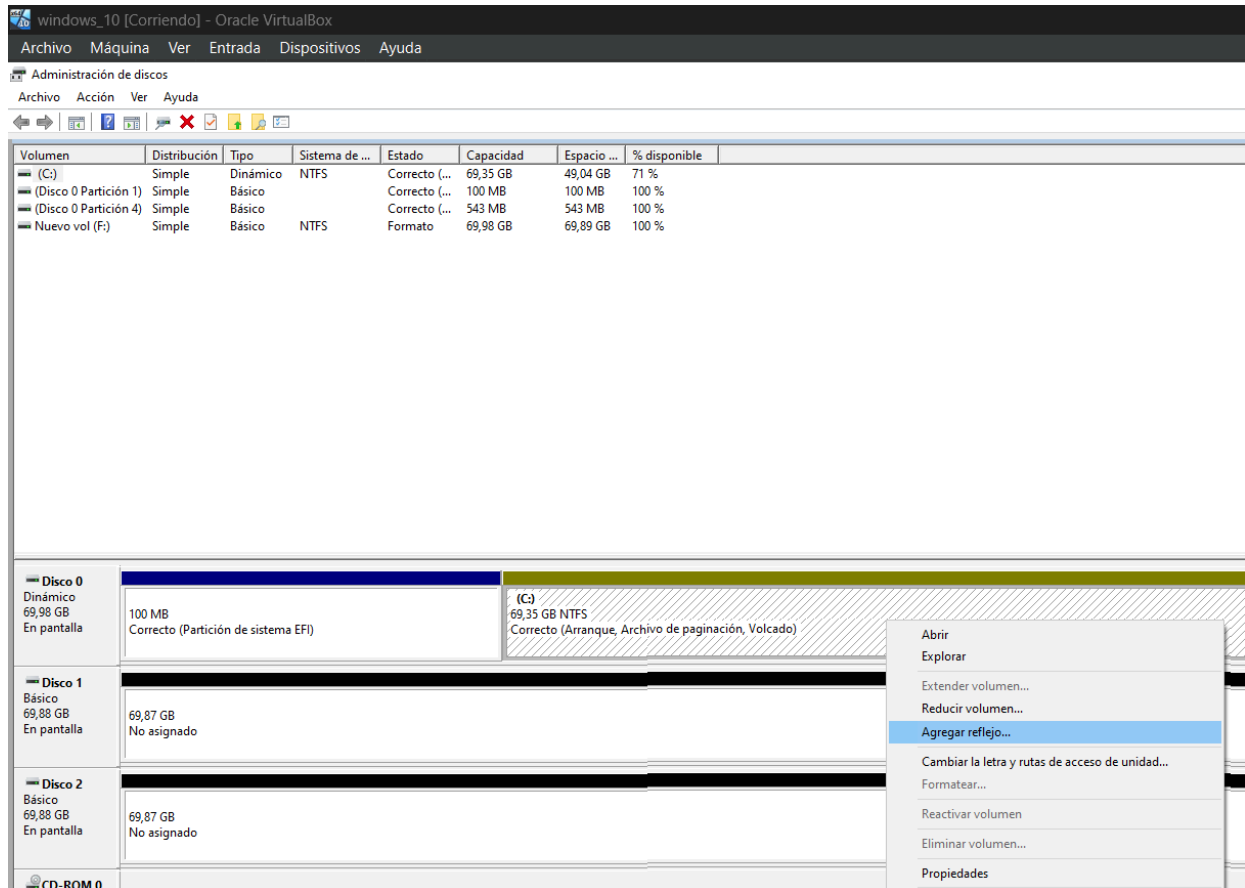 windows_10 [Corriendo] - Oracle VirtualBox
Archivo Máquina Ver Entrada Dispositivos Ayuda
Administración de discos
Archivo Acción Ver Ayuda
Volumen Distribución Tipo Sistema de ... Estado Capacidad Espacio ... % disponible
(C:) Simple Dinámico NTFS Correcto (... 69,35 GB 49,04 GB 71 %
(Disco 0 Partición 1) Simple Básico Correcto (... 100 MB 100 MB 100 %
(Disco 0 Partición 4) Simple Básico Correcto (... 543 MB 543 MB 100 %
Nuevo vol (F:) Simple Básico NTFS Formato 69,98 GB 69,89 GB 100 %
Disco 0
Dinámico
69,98 GB
En pantalla
100 MB
Correcto (Partición de sistema EFI)
(C:)
69,35 GB NTFS
Correcto (Arranque, Archivo de paginación, Volcado)
Disco 1
Básico
69,88 GB
En pantalla
69,87 GB
No asignado
Disco 2
Básico
69,88 GB
En pantalla
69,87 GB
No asignado
CD-ROM 0
Abrir
Explorar
Extender volumen...
Reducir volumen...
Agregar reflejo...
Cambiar la letra y rutas de acceso de unidad...
Formatear...
Reactivar volumen
Eliminar volumen...
Propiedades